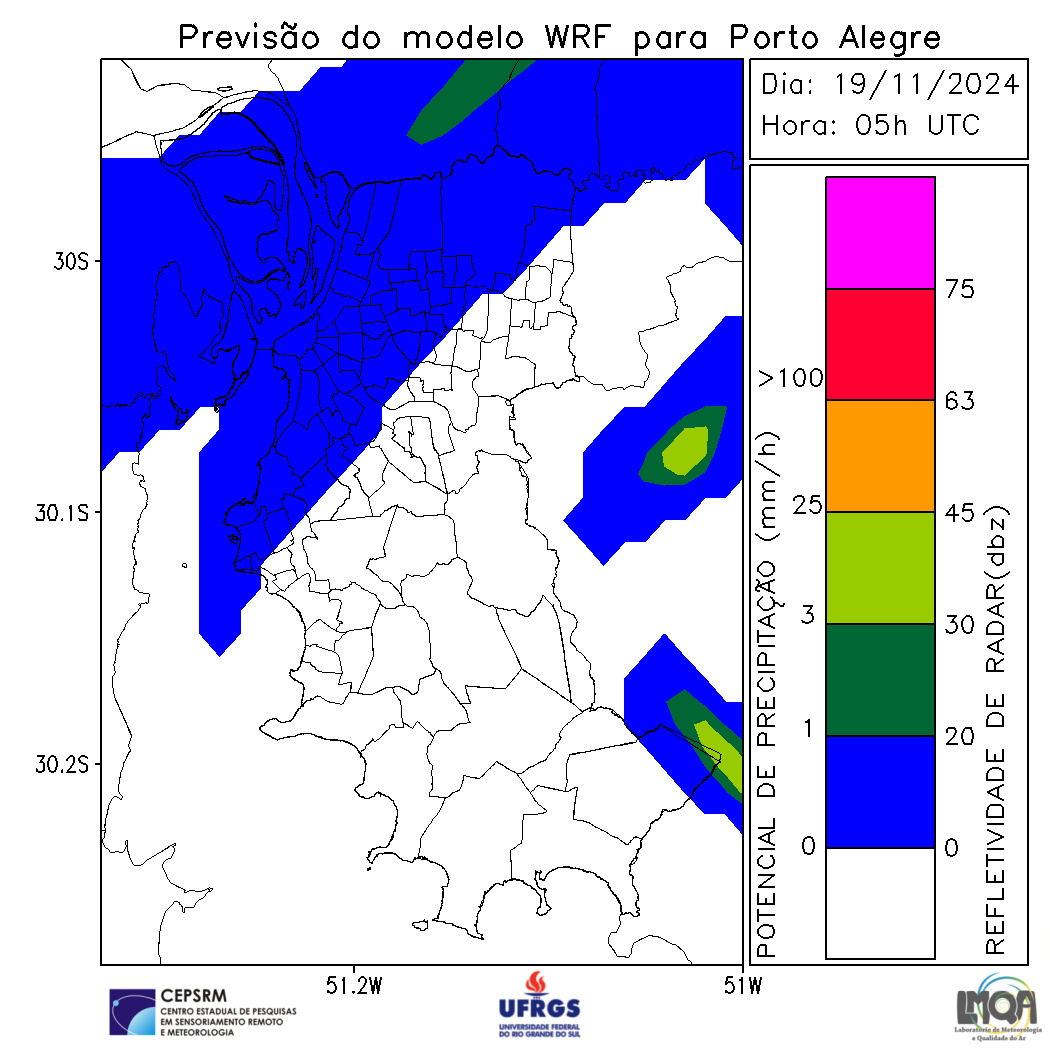 Previsão do modelo WRF para Porto Alegre
Dia: 19/11/2024
Hora: 05h UTC
30S
30.1S
30.2S
51.2W
51W
POTENCIAL DE PRECIPITAÇÃO (mm/h)
>100
25
3
1
0
75
63
45
30
20
0
REFLETIVIDADE DE RADAR(dbz)
CEPSRM
CENTRO ESTADUAL DE PESQUISAS
EM SENSORIAMENTO REMOTO
E METEOROLOGIA
UFRGS
UNIVERSIDADE FEDERAL
DO RIO GRANDE DO SUL
LMQA
Laboratório de Meteorologia
e Qualidade do Ar